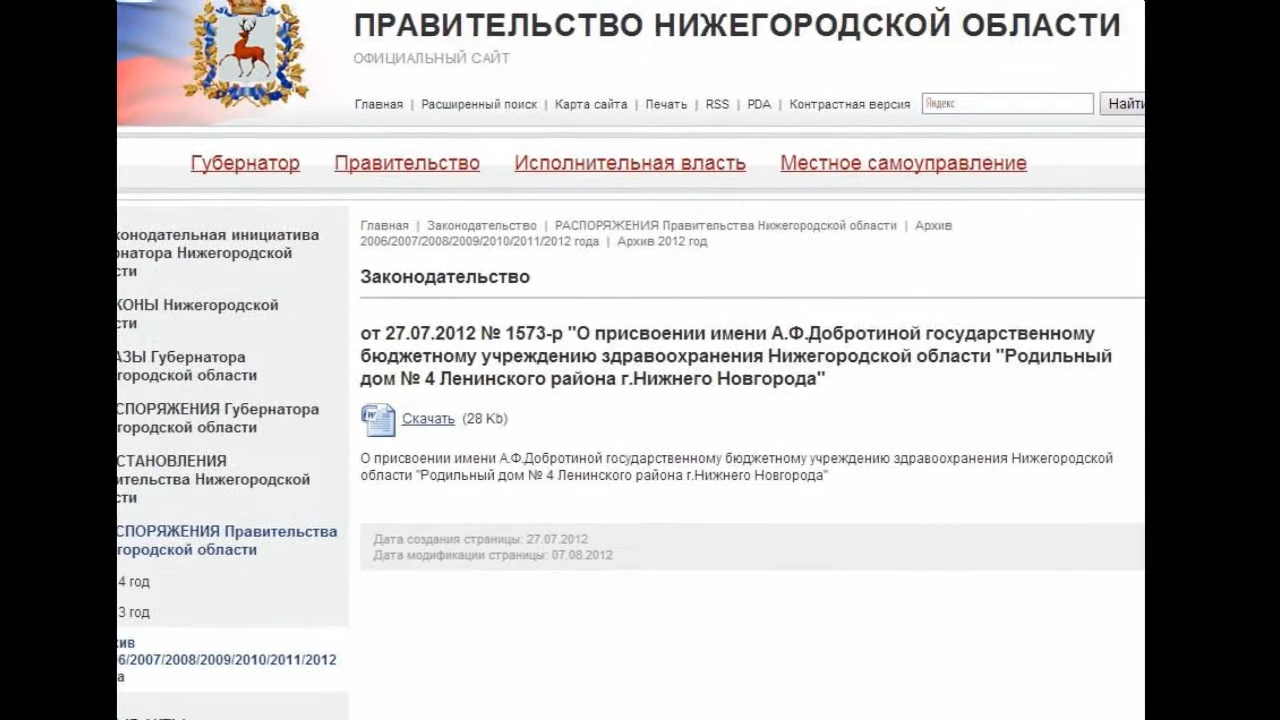 ПРАВИТЕЛЬСТВО НИЖЕГОРОДСКОЙ ОБЛАСТИ
ОФИЦИАЛЬНЫЙ САЙТ
Главная | Расширенный поиск | Карта сайта | Печать | RSS | PDA | Контрастная версия Яндекс Найти
Губернатор Правительство Исполнительная власть Местное самоуправление
конодательная инициатива
рнатора Нижегородской
сти
КОНЫ Нижегородской
сти
АЗЫ Губернатора
городской области
СПОРЯЖЕНИЯ Губернатора
городской области
СТАНОВЛЕНИЯ
ительства Нижегородской
сти
СПОРЯЖЕНИЯ Правительства
городской области
4 год
3 год
хив
06/2007/2008/2009/2010/2011/2012
а
Главная | Законодательство | РАСПОРЯЖЕНИЯ Правительства Нижегородской области | Архив
2006/2007/2008/2009/2010/2011/2012 года | Архив 2012 год
Законодательство
от 27.07.2012 № 1573-р "О присвоении имени А.Ф.Добротиной государственному
бюджетному учреждению здравоохранения Нижегородской области "Родильный
дом № 4 Ленинского района г.Нижнего Новгорода"
Скачать (28 Kb)
О присвоении имени А.Ф.Добротиной государственному бюджетному учреждению здравоохранения Нижегородской
области "Родильный дом № 4 Ленинского района г.Нижнего Новгорода"
Дата создания страницы: 27.07.2012
Дата модификации страницы: 07.08.2012